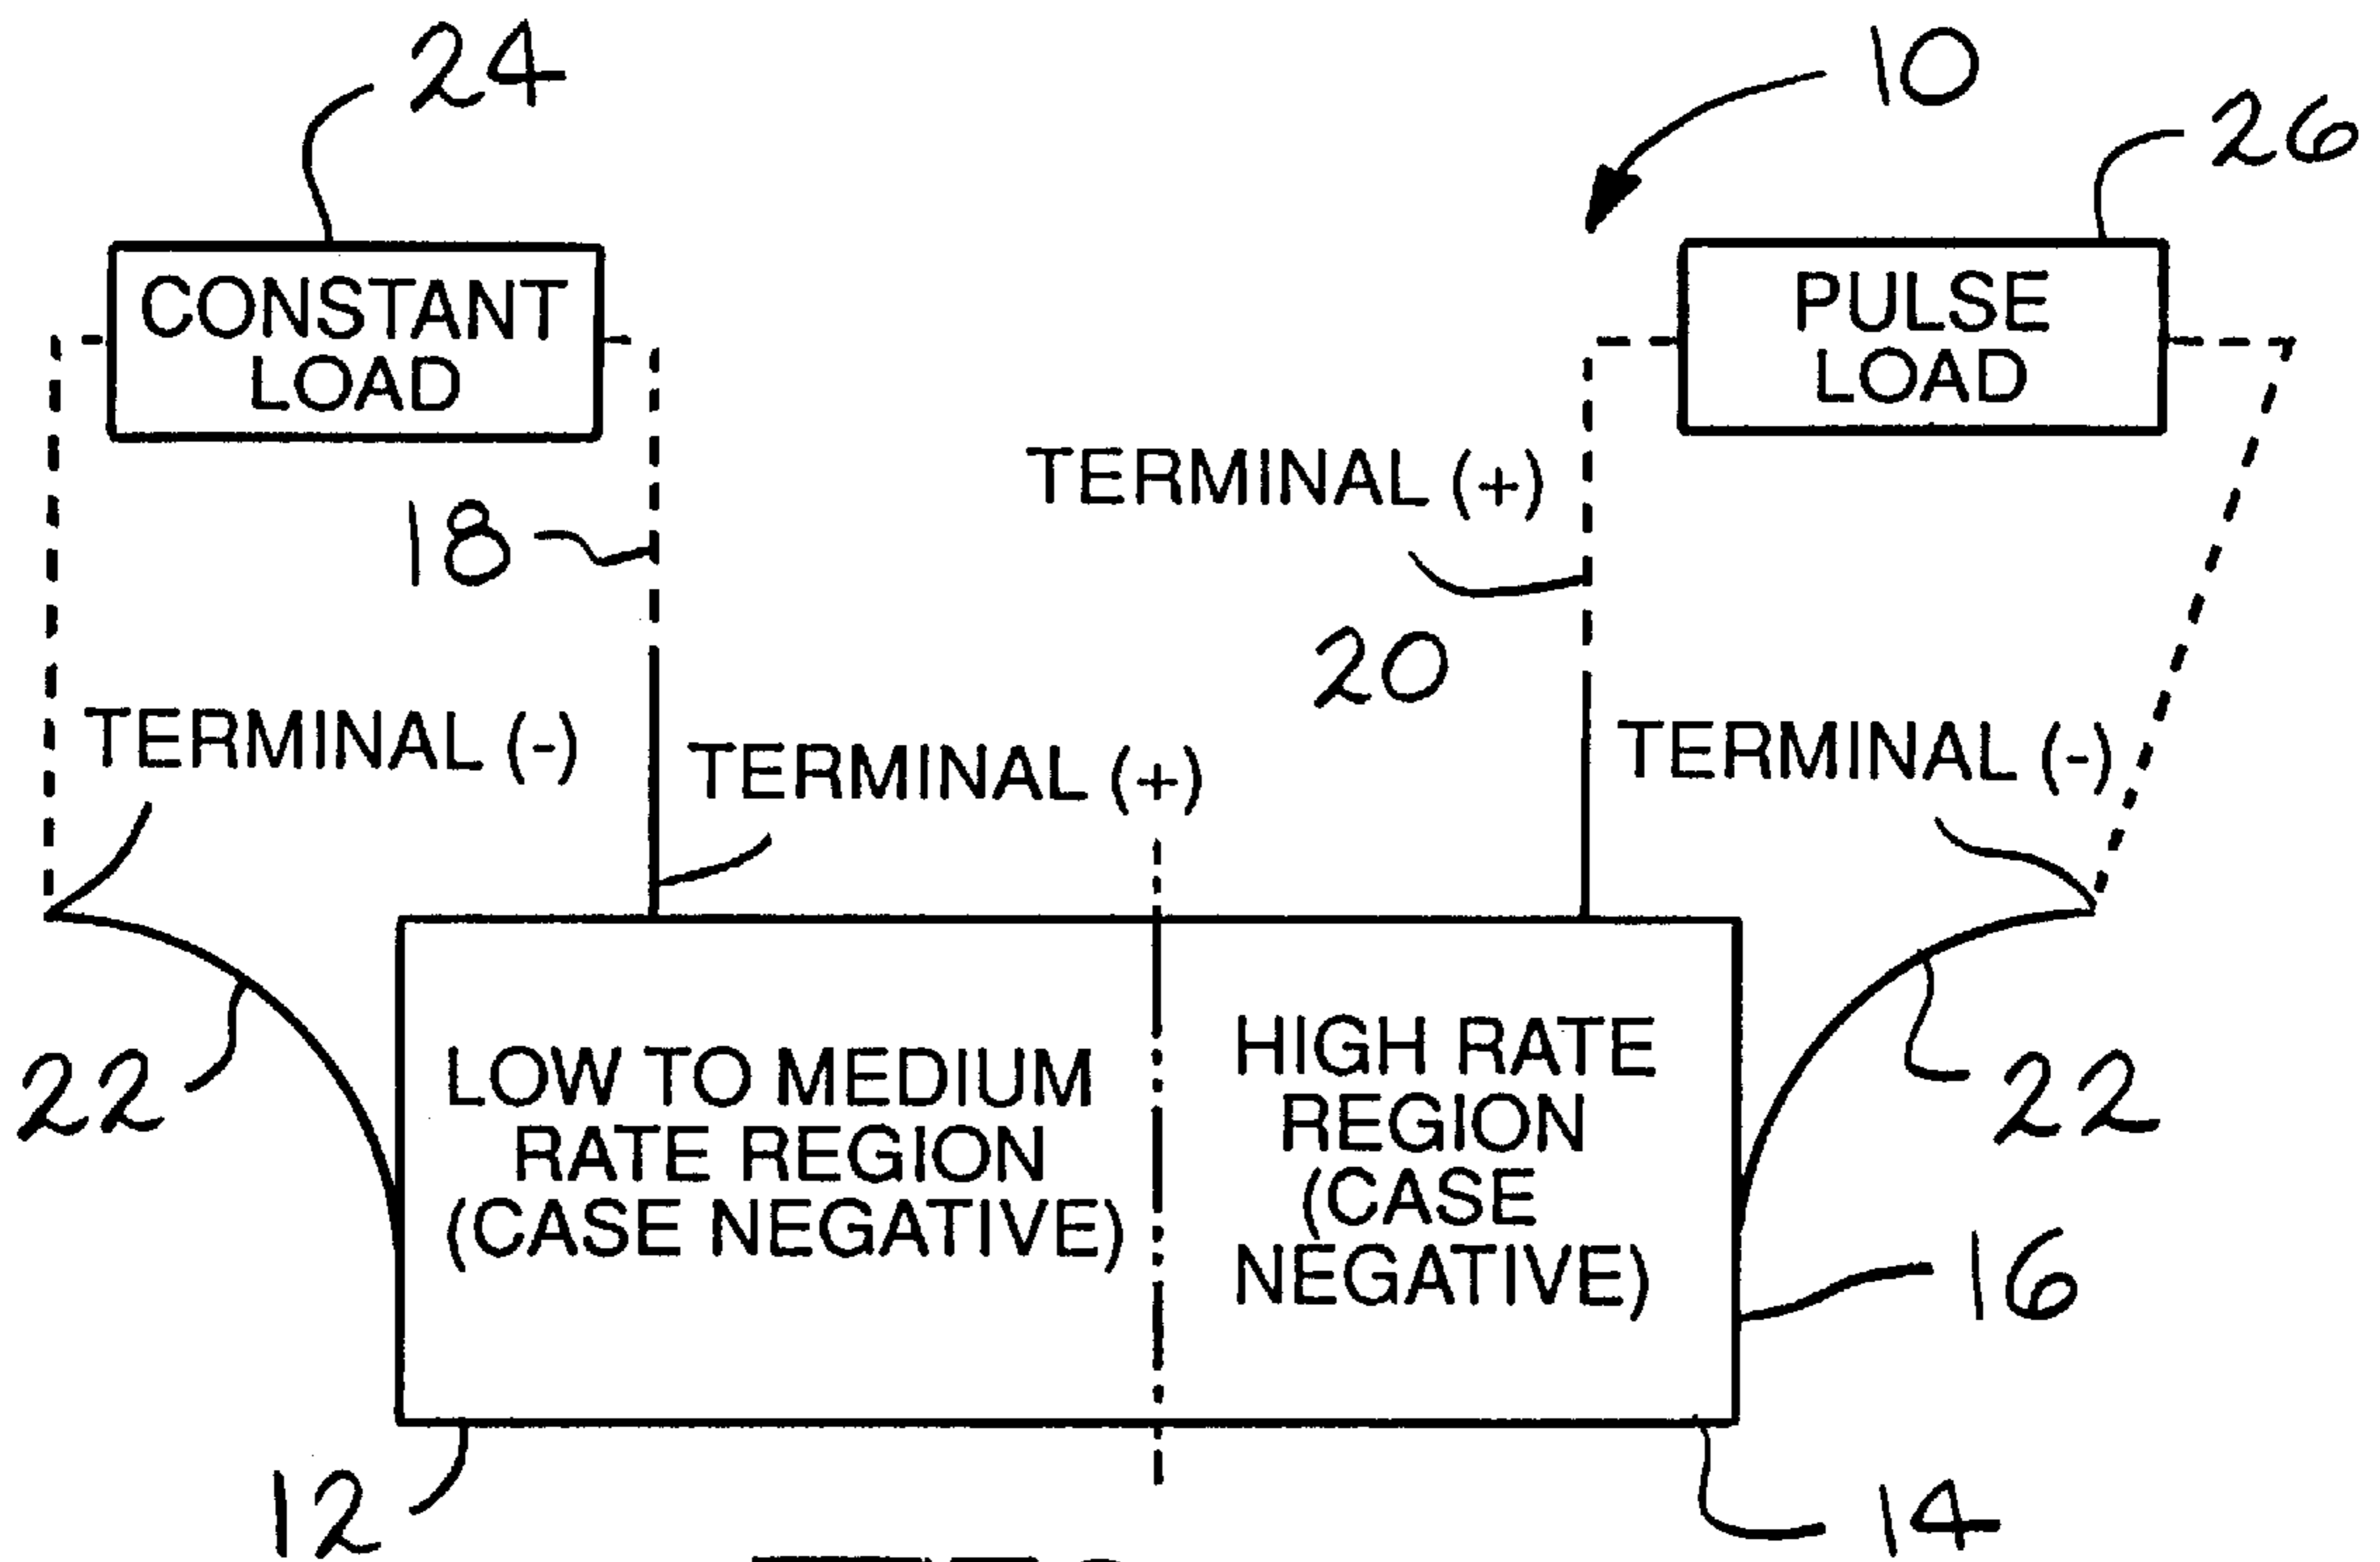 24
10
26
CONSTANT
LOAD
PULSE
LOAD
TERMINAL (+)
18
20
TERMINAL (-)
TERMINAL (+)
TERMINAL (-)
LOW TO MEDIUM
RATE REGION
(CASE NEGATIVE)
HIGH RATE
REGION
(CASE
NEGATIVE)
22
22
16
12
14